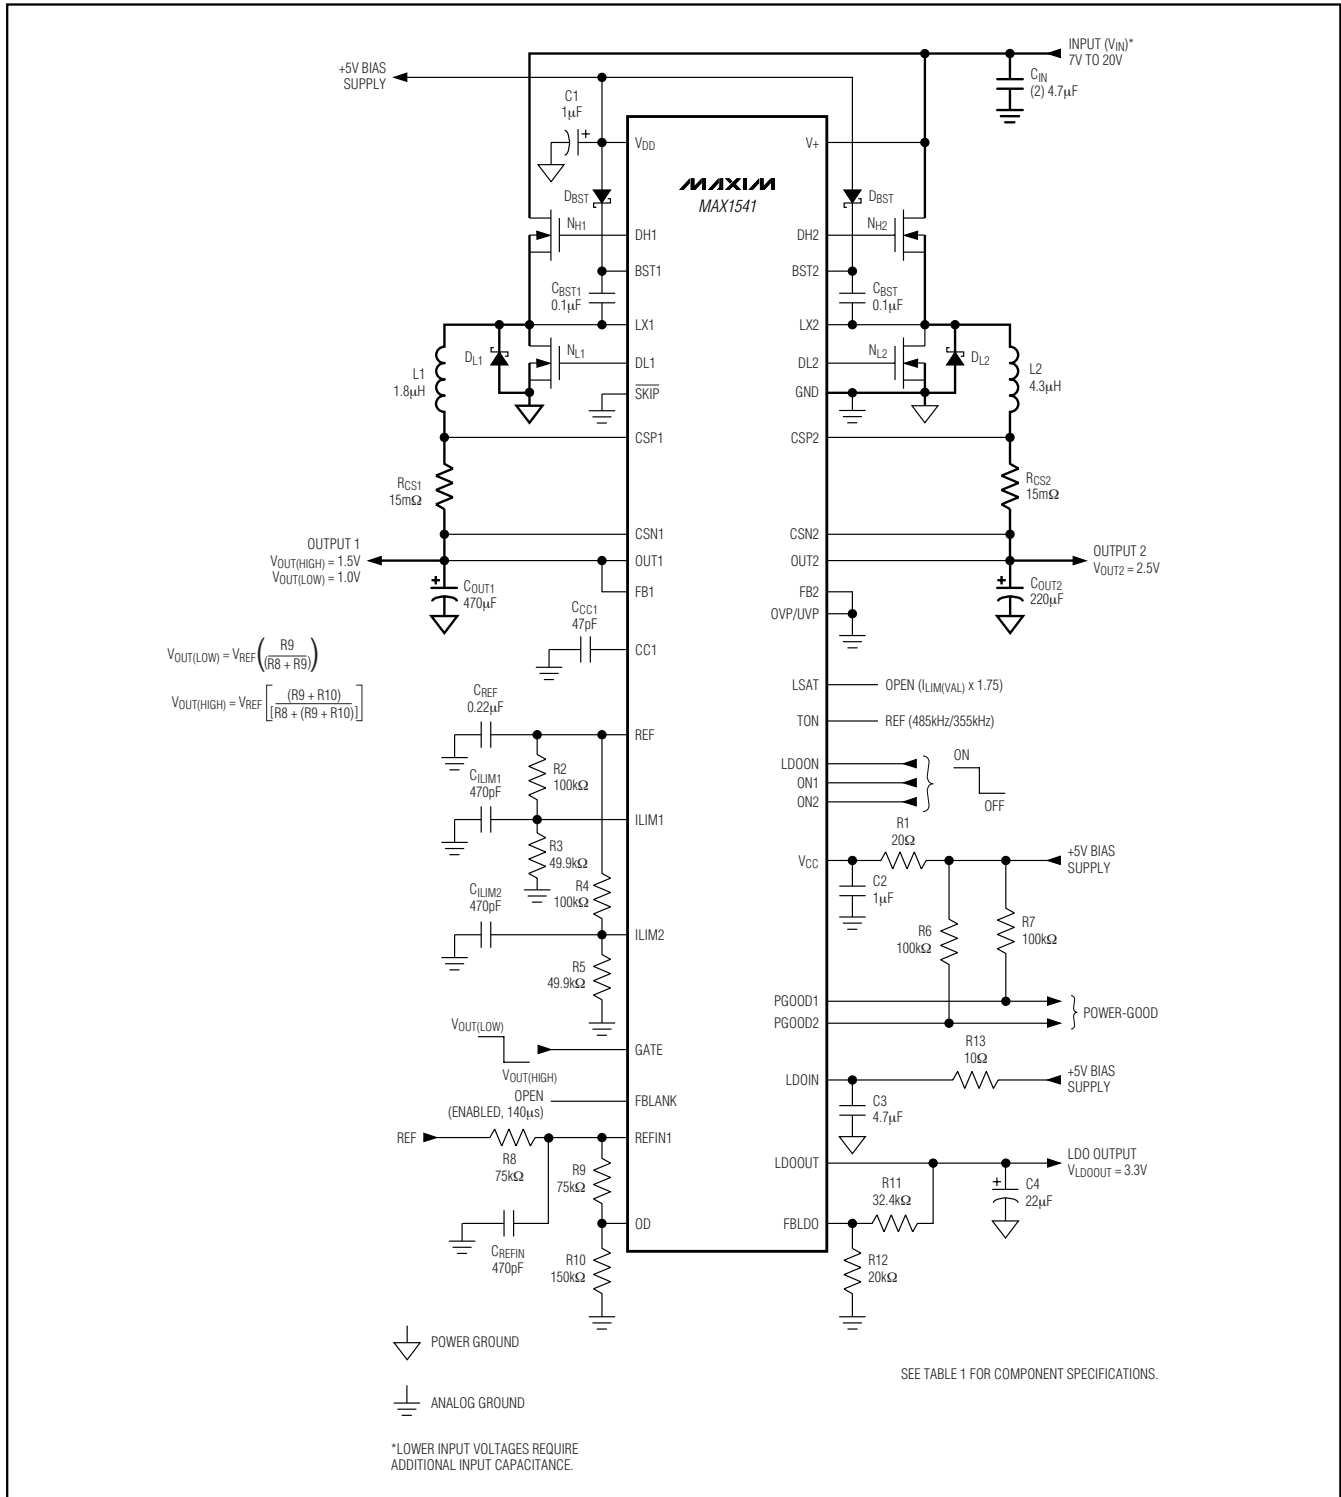 INPUT (VIN)*
7V TO 20V
+5V BIAS
SUPPLY
CIN
(2) 4.7µF
C1
1µF
+
VDD
V+
MAXIM
MAX1541
DBST
DBST
NH1
NH2
DH1
DH2
BST1
BST2
CBST1
0.1µF
CBST
0.1µF
LX1
LX2
DL1
NL1
NL2
DL2
DL1
DL2
L1
1.8µH
L2
4.3µH
SKIP
GND
CSP1
CSP2
RCS1
15mΩ
RCS2
15mΩ
CSN1
CSN2
OUTPUT 1
VOUT(HIGH) = 1.5V
VOUT(LOW) = 1.0V
OUT1
OUT2
OUTPUT 2
VOUT2 = 2.5V
+
COUT1
470µF
FB1
FB2
+
COUT2
220µF
OVP/UVP
CCC1
47pF
CC1
VOUT(LOW) = VREF ( R9 / (R8 + R9) )
VOUT(HIGH) = VREF [ (R9 + R10) / [R8 + (R9 + R10)] ]
LSAT
OPEN (ILIM(VAL) x 1.75)
CREF
0.22µF
REF
TON
REF (485kHz/355kHz)
R2
100kΩ
LDOON
ON1
ON2
ON
OFF
CILIM1
470pF
ILIM1
R3
49.9kΩ
R1
20Ω
VCC
+5V BIAS
SUPPLY
C2
1µF
CILIM2
470pF
R4
100kΩ
ILIM2
R6
100kΩ
R7
100kΩ
R5
49.9kΩ
PGOOD1
PGOOD2
POWER-GOOD
VOUT(LOW)
VOUT(HIGH)
GATE
R13
10Ω
LDOIN
+5V BIAS
SUPPLY
OPEN
(ENABLED, 140µs)
FBLANK
C3
4.7µF
REF
R8
75kΩ
REFIN1
R9
75kΩ
LDOOUT
LDO OUTPUT
VLDOOUT = 3.3V
R11
32.4kΩ
+
C4
22µF
OD
FBLDO
CREFIN
470pF
R10
150kΩ
R12
20kΩ
POWER GROUND
ANALOG GROUND
SEE TABLE 1 FOR COMPONENT SPECIFICATIONS.
*LOWER INPUT VOLTAGES REQUIRE
ADDITIONAL INPUT CAPACITANCE.